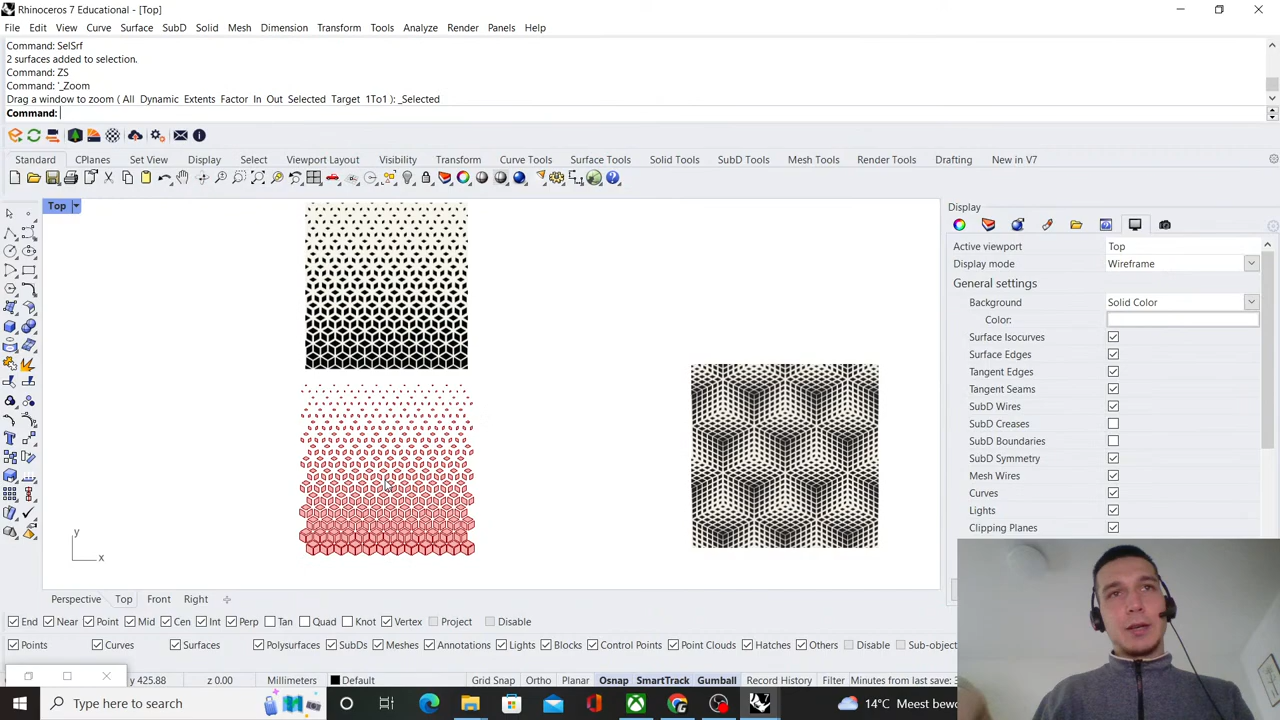 Rhinoceros 7 Educational - [Top]
File Edit View Curve Surface SubD Solid Mesh Dimension Transform Tools Analyze Render Panels Help
Command: SelSrf
2 surfaces added to selection.
Command: ZS
Command: '_Zoom
Drag a window to zoom ( All Dynamic Extents Factor In Out Selected Target 1To1 ): _Selected
Command:
Standard CPlanes Set View Display Select Viewport Layout Visibility Transform Curve Tools Surface Tools Solid Tools SubD Tools Mesh Tools Render Tools Drafting New in V7
Top
Display
Active viewport Top
Display mode Wireframe
General settings
Background Solid Color
Color:
Surface Isocurves
Surface Edges
Tangent Edges
Tangent Seams
SubD Wires
SubD Creases
SubD Boundaries
SubD Symmetry
Mesh Wires
Curves
Lights
Clipping Planes
y
x
Perspective Top Front Right
End Near Point Mid Cen Int Perp Tan Quad Knot Vertex Project Disable
Points Curves Surfaces Polysurfaces SubDs Meshes Annotations Lights Blocks Control Points Point Clouds Hatches Others Disable Sub-object
y 425.88 z 0.00 Millimeters Default Grid Snap Ortho Planar Osnap SmartTrack Gumball Record History Filter Minutes from last save: 3
Type here to search
14°C Meest bewo